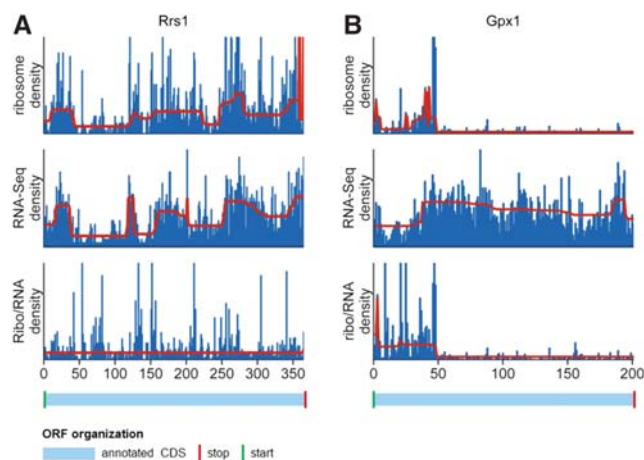 A
Rrs1
ribosome
density
RNA-Seq
density
Ribo/RNA
density
0 50 100 150 200 250 300 350
B
Gpx1
ribosome
density
RNA-Seq
density
ribo/RNA
density
0 50 100 150 200
ORF organization
annotated CDS
stop
start